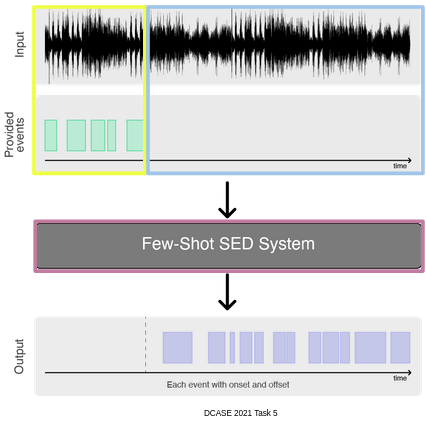 Input
Provided
events
time
Few-Shot SED System
Output
time
Each event with onset and offset
DCASE 2021 Task 5